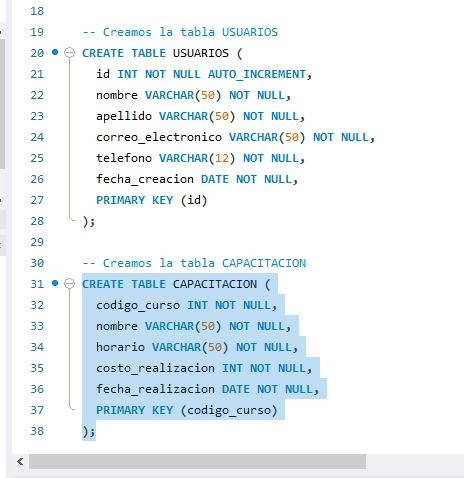 18
19 -- Creamos la tabla USUARIOS
20 CREATE TABLE USUARIOS (
21 id INT NOT NULL AUTO_INCREMENT,
22 nombre VARCHAR(50) NOT NULL,
23 apellido VARCHAR(50) NOT NULL,
24 correo_electronico VARCHAR(50) NOT NULL,
25 telefono VARCHAR(12) NOT NULL,
26 fecha_creacion DATE NOT NULL,
27 PRIMARY KEY (id)
28 );
29
30 -- Creamos la tabla CAPACITACION
31 CREATE TABLE CAPACITACION (
32 codigo_curso INT NOT NULL,
33 nombre VARCHAR(50) NOT NULL,
34 horario VARCHAR(50) NOT NULL,
35 costo_realizacion INT NOT NULL,
36 fecha_realizacion DATE NOT NULL,
37 PRIMARY KEY (codigo_curso)
38 );